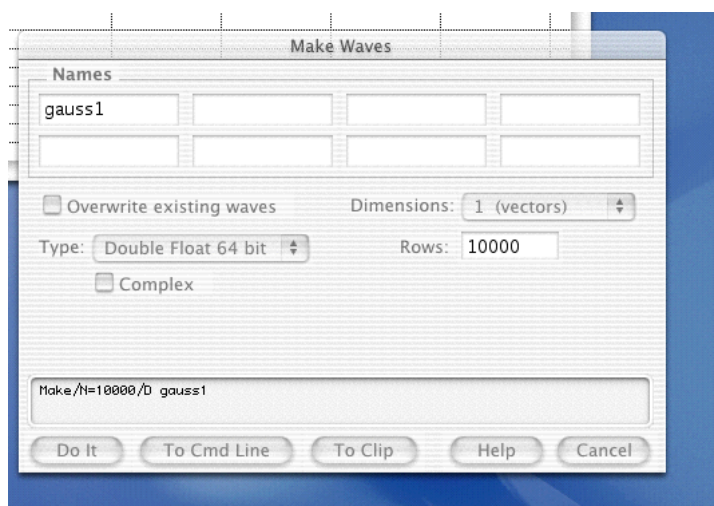 Make Waves
Names
gauss1
Overwrite existing waves Dimensions: 1 (vectors)
Type: Double Float 64 bit Rows: 10000
Complex
Make/N=10000/D gauss1
Do It To Cmd Line To Clip Help Cancel